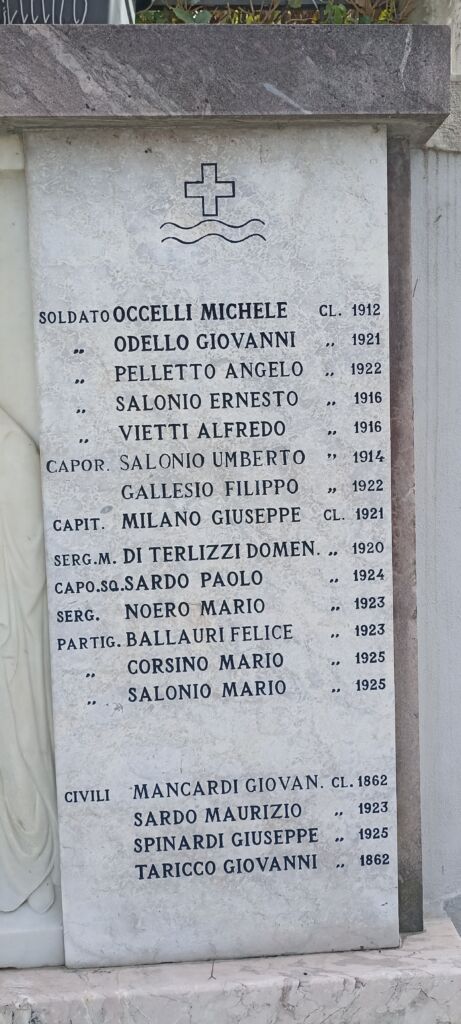 SOLDATO OCCELLI MICHELE CL. 1912
„ ODELLO GIOVANNI „ 1921
„ PELLETTO ANGELO „ 1922
„ SALONIO ERNESTO „ 1916
„ VIETTI ALFREDO „ 1916
CAPOR. SALONIO UMBERTO " 1914
GALLESIO FILIPPO „ 1922
CAPIT. MILANO GIUSEPPE CL. 1921
SERG.M. DI TERLIZZI DOMEN. „ 1920
CAPO.SQ. SARDO PAOLO „ 1924
SERG. NOERO MARIO „ 1923
PARTIG. BALLAURI FELICE „ 1923
„ CORSINO MARIO „ 1925
„ SALONIO MARIO „ 1925
CIVILI MANCARDI GIOVAN. CL. 1862
SARDO MAURIZIO „ 1923
SPINARDI GIUSEPPE „ 1925
TARICCO GIOVANNI „ 1862